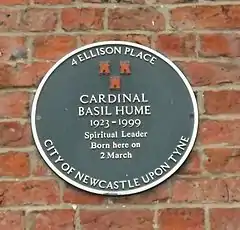 4 ELLISON PLACE
CARDINAL
BASIL HUME
1923-1999
Spiritual Leader
Born here on
2 March
CITY OF NEWCASTLE UPON TYNE